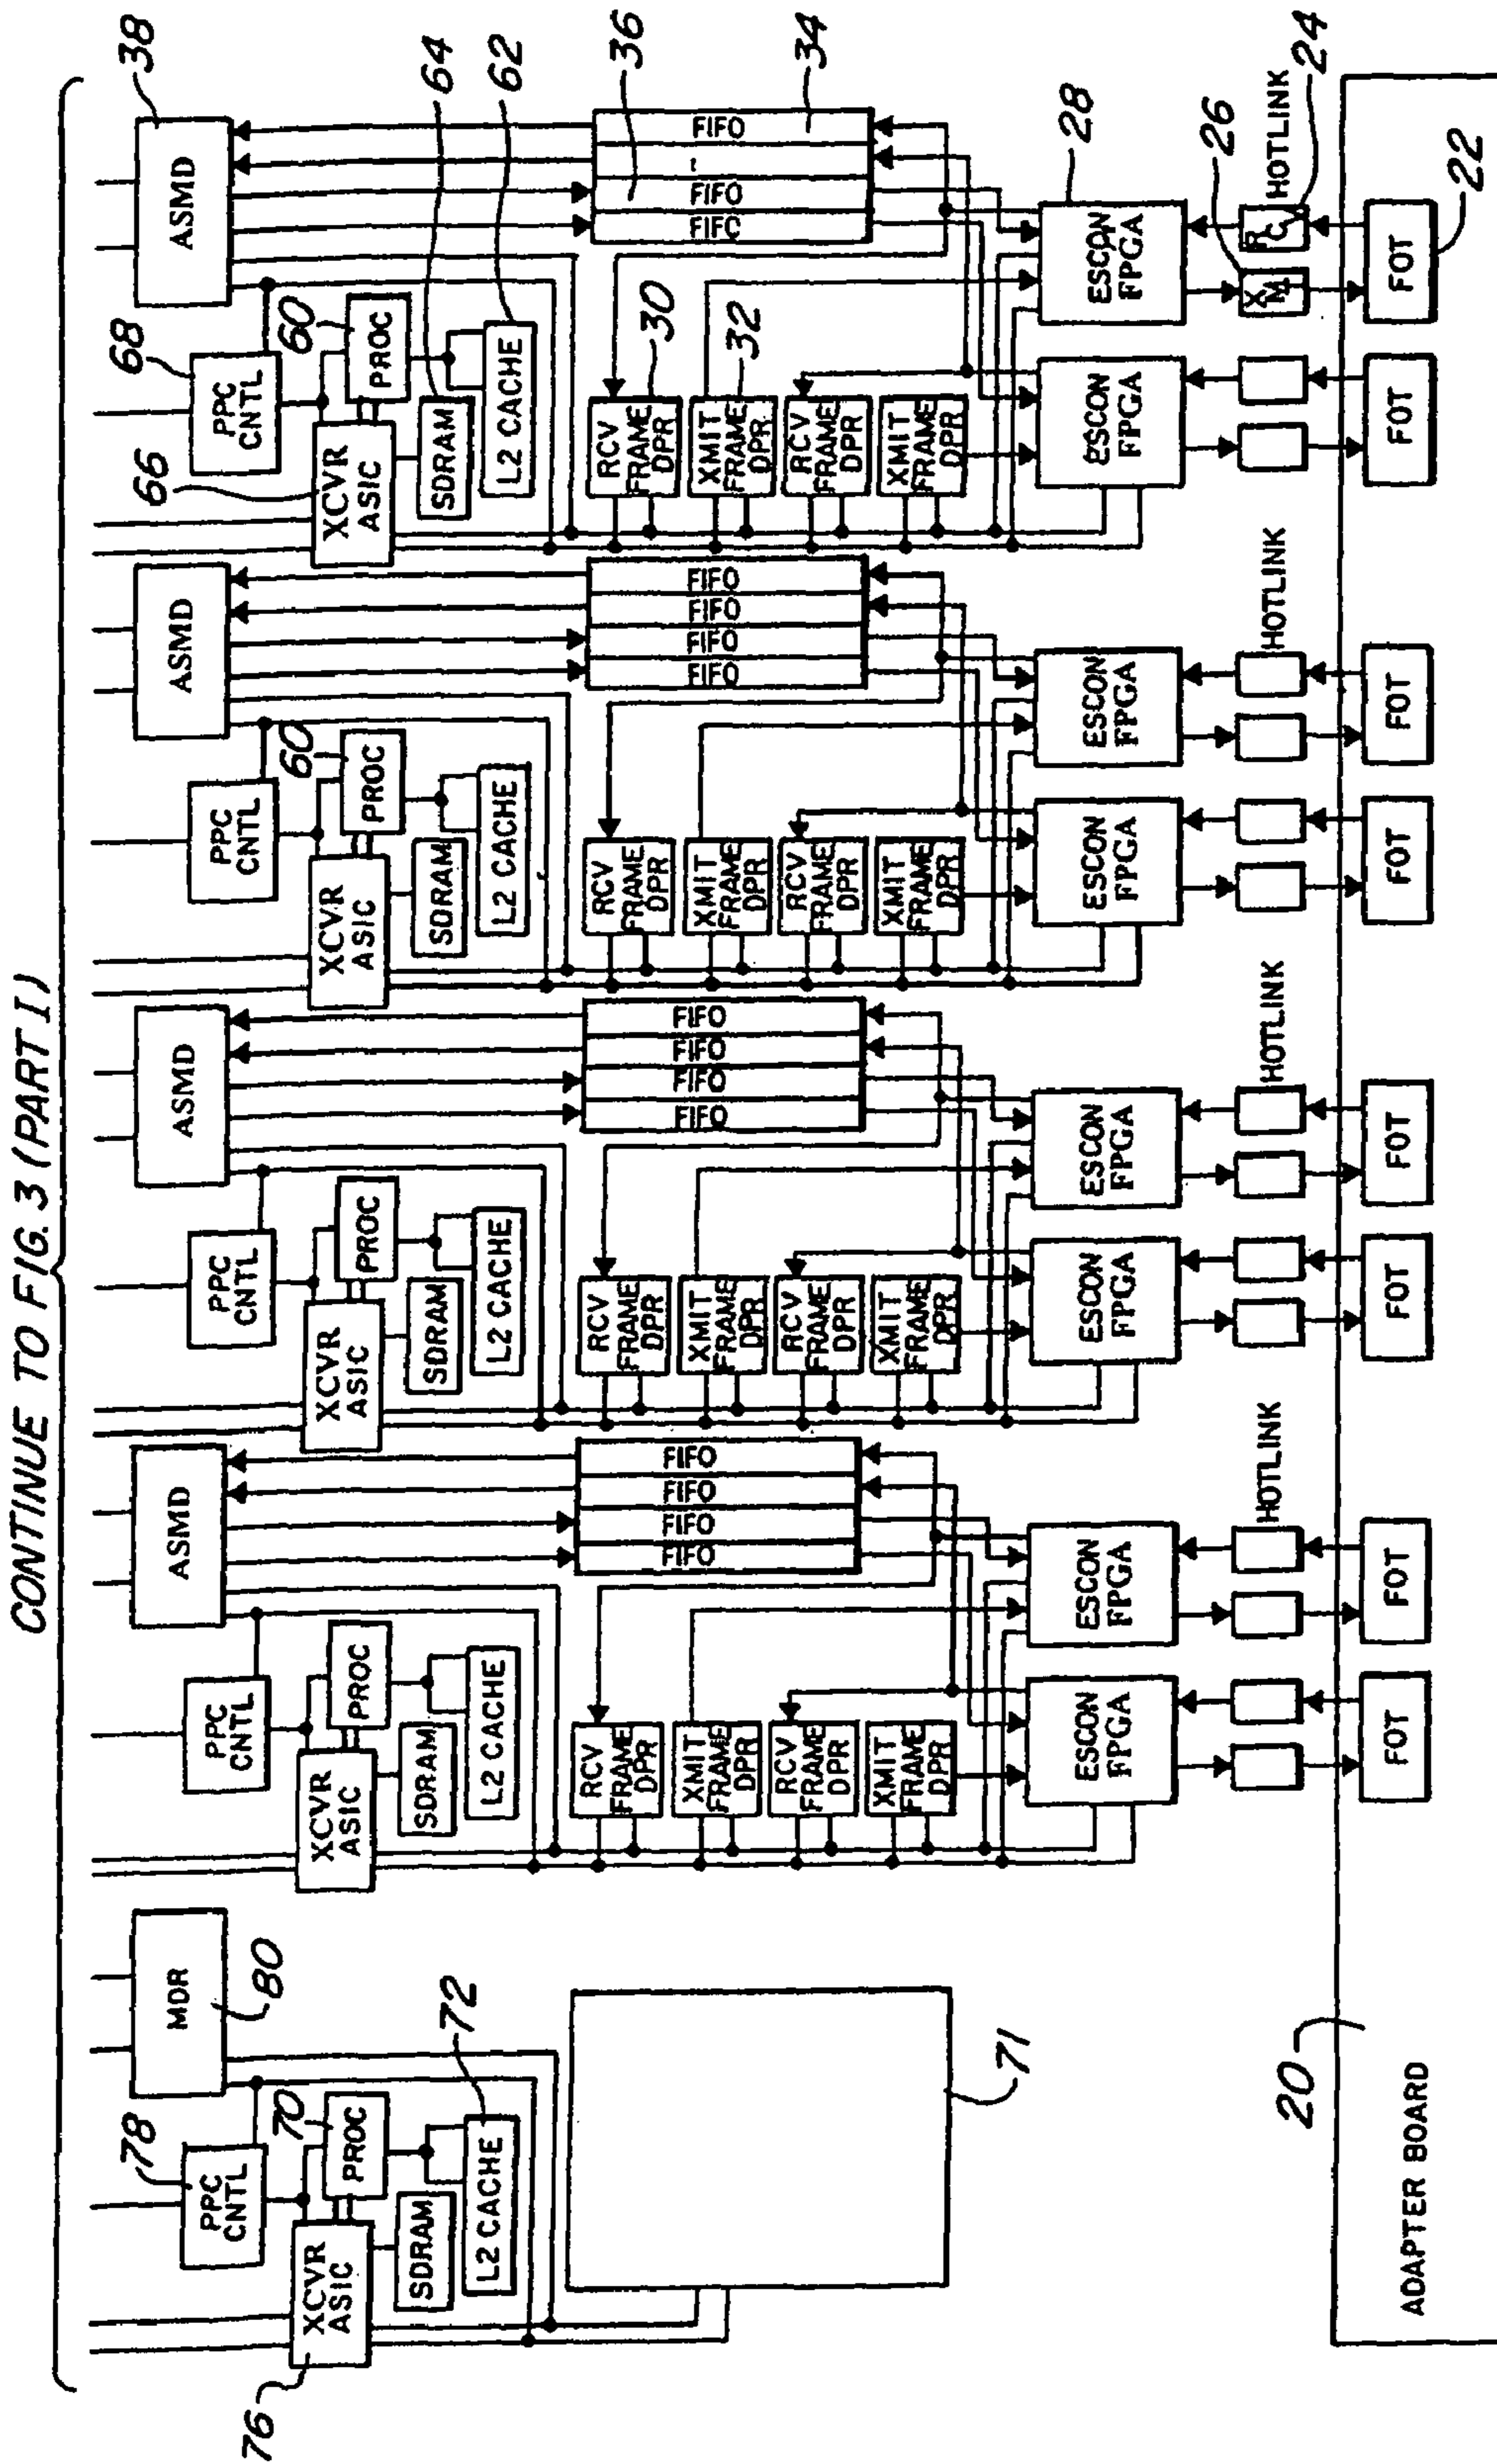 CONTINUE TO FIG. 3 (PART I)
MDR
80
ASMD
ASMD
ASMD
ASMD
38
78
PPC
CNTL
PPC
CNTL
PPC
CNTL
PPC
CNTL
68
PPC
CNTL
76
XCVR
ASIC
70
PROC
XCVR
ASIC
PROC
XCVR
ASIC
PROC
XCVR
ASIC
60
PROC
66
XCVR
ASIC
60
PROC
SDRAM
SDRAM
SDRAM
SDRAM
SDRAM
64
L2 CACHE
72
L2 CACHE
L2 CACHE
L2 CACHE
L2 CACHE
62
71
RCV
FRAME
DPR
XMIT
FRAME
DPR
RCV
FRAME
DPR
XMIT
FRAME
DPR
FIFO
FIFO
FIFO
FIFO
RCV
FRAME
DPR
XMIT
FRAME
DPR
RCV
FRAME
DPR
XMIT
FRAME
DPR
FIFO
FIFO
FIFO
FIFO
RCV
FRAME
DPR
XMIT
FRAME
DPR
RCV
FRAME
DPR
XMIT
FRAME
DPR
FIFO
FIFO
FIFO
FIFO
RCV
FRAME
DPR
30
XMIT
FRAME
DPR
32
RCV
FRAME
DPR
XMIT
FRAME
DPR
FIFC
FIFO
36
FIFO
34
ESCON
FPGA
ESCON
FPGA
ESCON
FPGA
ESCON
FPGA
ESCON
FPGA
ESCON
FPGA
ESCON
FPGA
ESCON
FPGA
28
HOTLINK
HOTLINK
HOTLINK
26
HOTLINK
24
20
ADAPTER BOARD
FOT
FOT
FOT
FOT
FOT
FOT
FOT
FOT
22